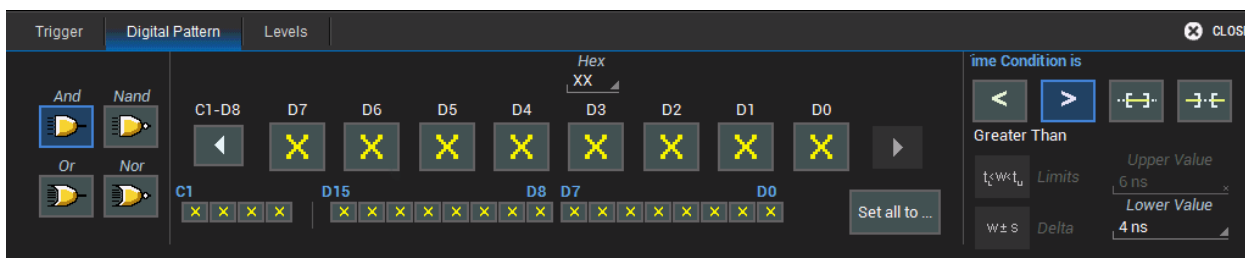 Trigger Digital Pattern Levels CLOS
Hex
XX
ime Condition is
And Nand
C1-D8 D7 D6 D5 D4 D3 D2 D1 D0
< >
X X X X X X X X
Greater Than
Or Nor
Upper Value
t₍<w<tᵤ Limits
6 ns ×
C1 D15 D8 D7 D0
Lower Value
X X X X X X X X X X X X X X X X X X X X
Set all to ...
w± s Delta
4 ns